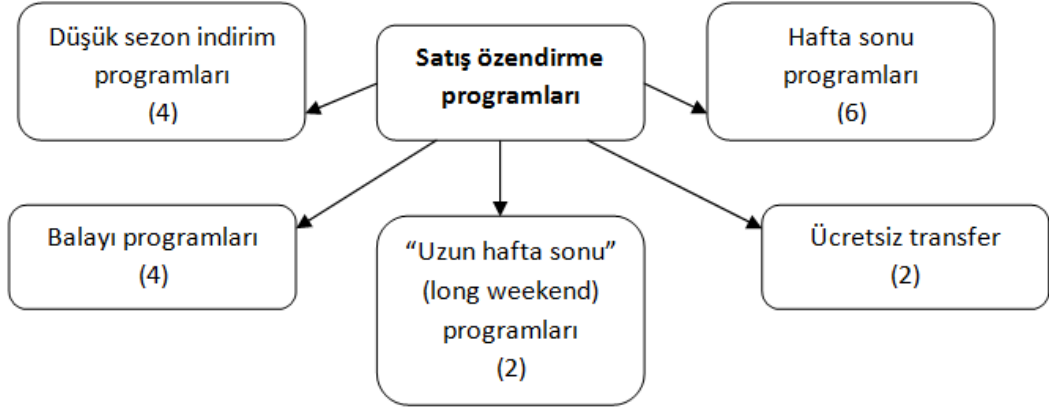 Düşük sezon indirim
programları
(4)
Satış özendirme
programları
Hafta sonu
programları
(6)
Balayı programları
(4)
“Uzun hafta sonu”
(long weekend)
programları
(2)
Ücretsiz transfer
(2)